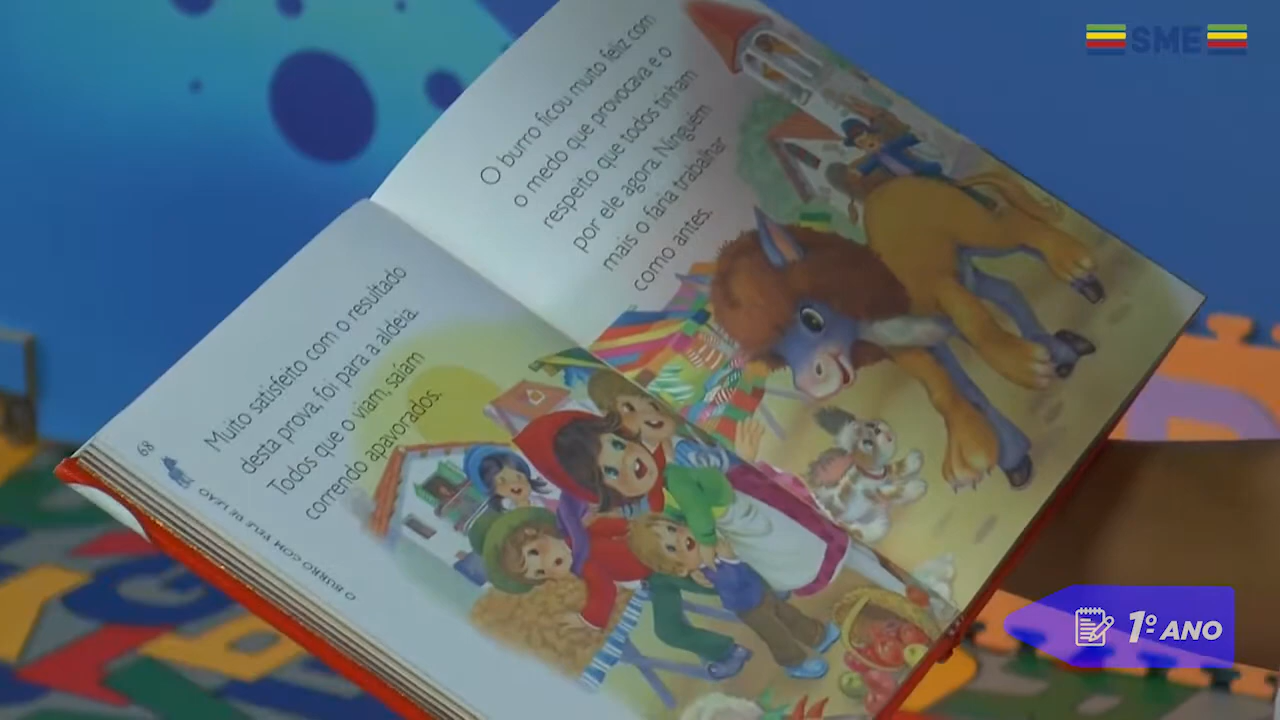 Muito satisfeito com o resultado
desta prova, foi para a aldeia.
Todos que o viam, saíam
correndo apavorados.
68
O BURRO COM PELE DE LEÃO
O burro ficou muito feliz com
o medo que provocava e o
respeito que todos tinham
por ele agora. Ninguém
mais o faria trabalhar
como antes.
SME
1º ANO